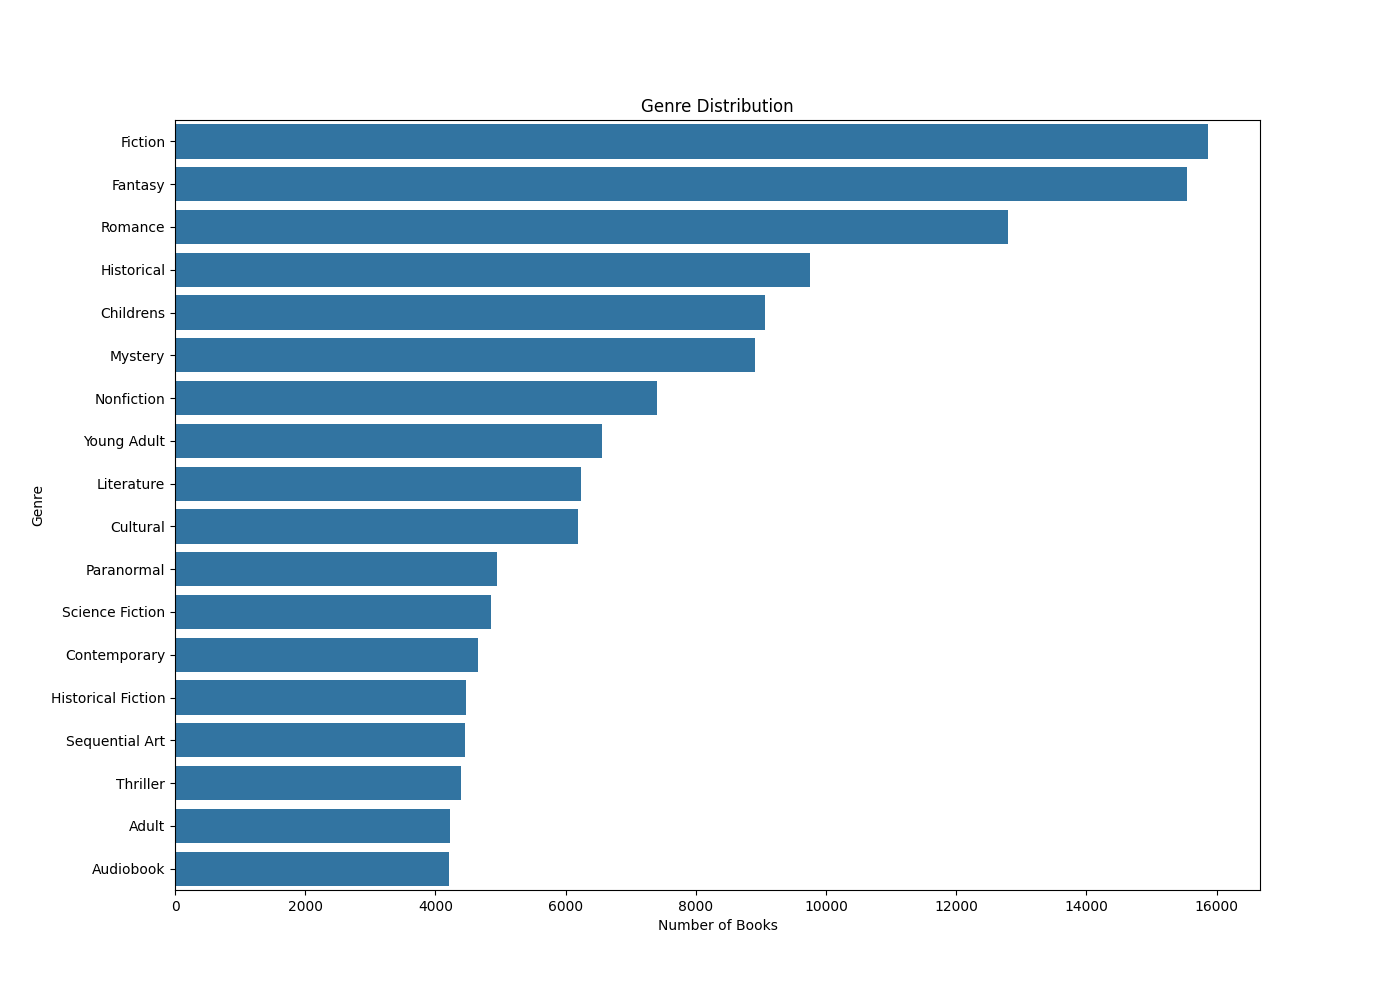 Genre Distribution
Fiction
Fantasy
Romance
Historical
Childrens
Mystery
Nonfiction
Young Adult
Literature
Cultural
Paranormal
Science Fiction
Contemporary
Historical Fiction
Sequential Art
Thriller
Adult
Audiobook
Genre
0 2000 4000 6000 8000 10000 12000 14000 16000
Number of Books